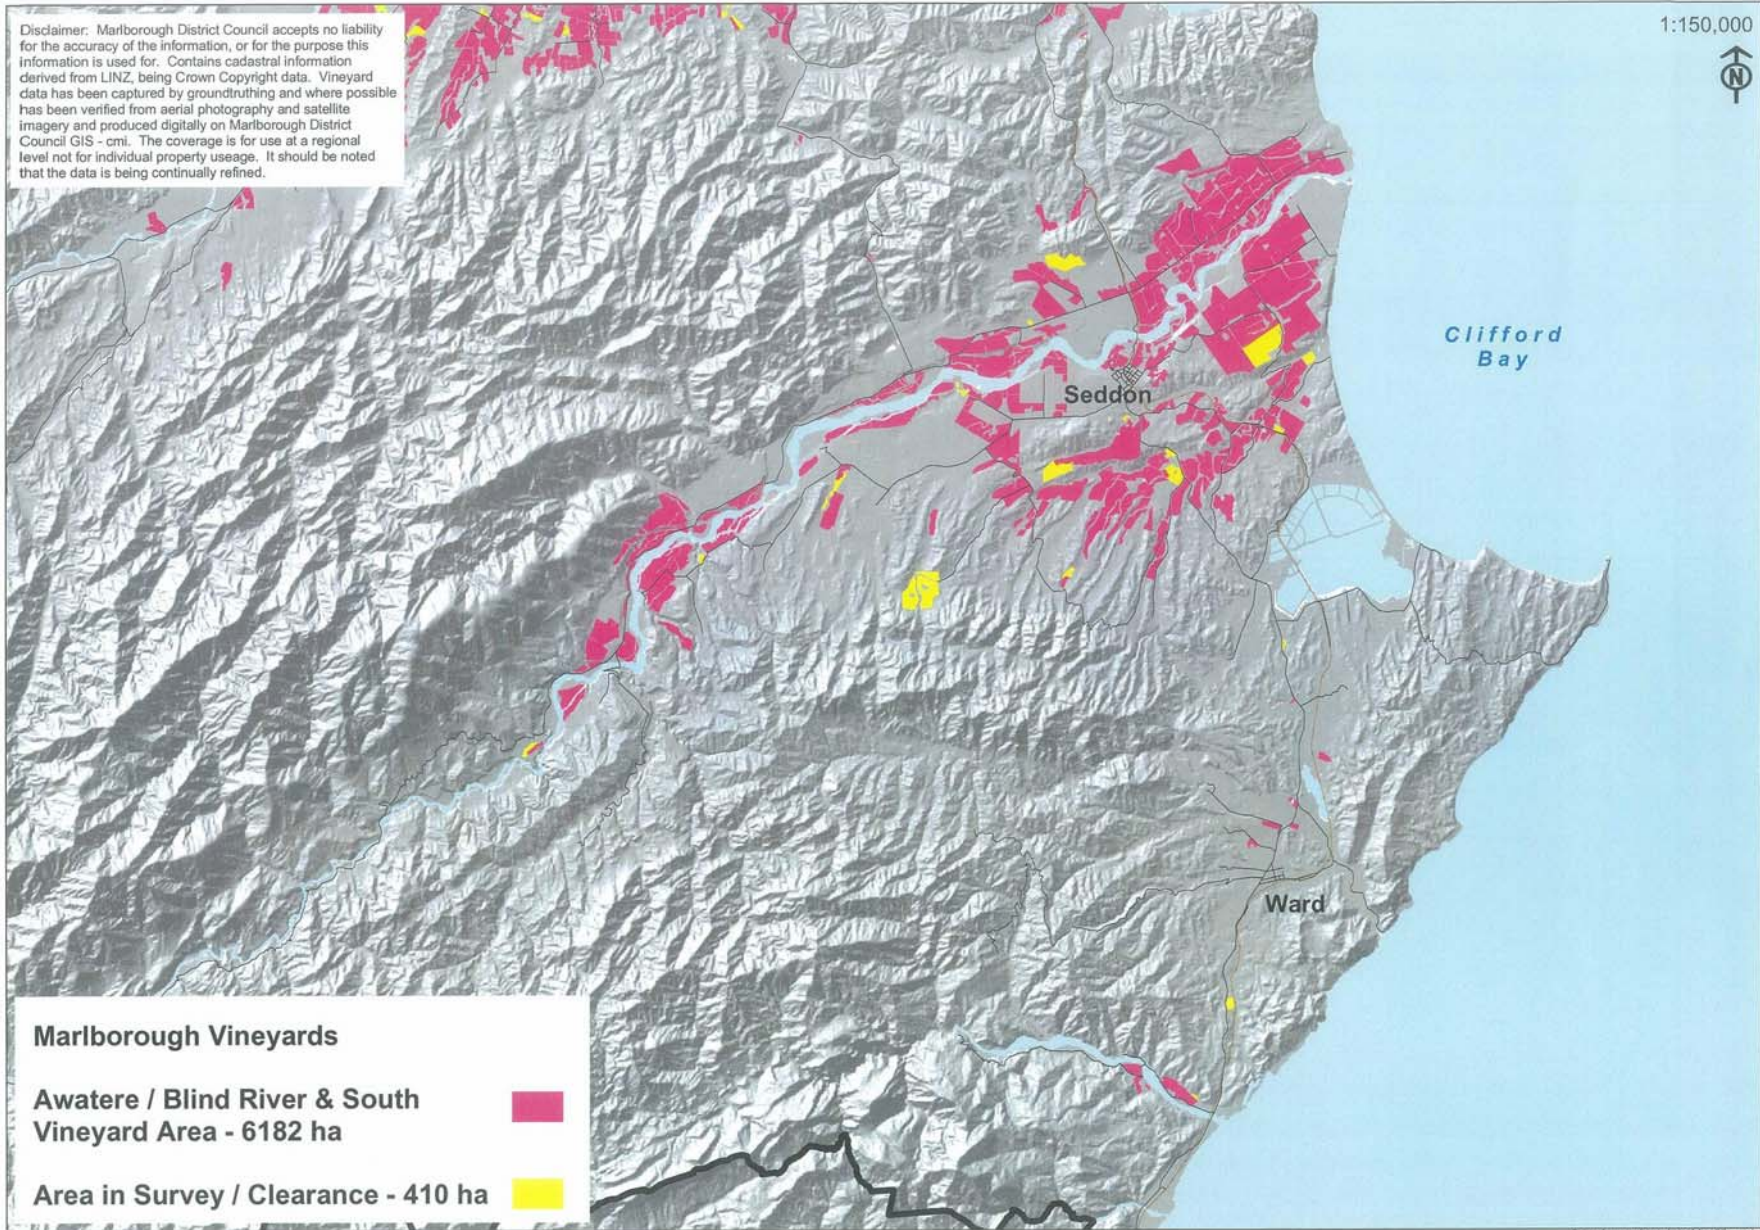 Disclaimer: Marlborough District Council accepts no liability
for the accuracy of the information, or for the purpose this
information is used for. Contains cadastral information
derived from LINZ, being Crown Copyright data. Vineyard
data has been captured by groundtruthing and where possible
has been verified from aerial photography and satellite
imagery and produced digitally on Marlborough District
Council GIS - cmi. The coverage is for use at a regional
level not for individual property useage. It should be noted
that the data is being continually refined.
1:150,000
N
Clifford
Bay
Seddon
Ward
Marlborough Vineyards
Awatere / Blind River & South
Vineyard Area - 6182 ha
Area in Survey / Clearance - 410 ha